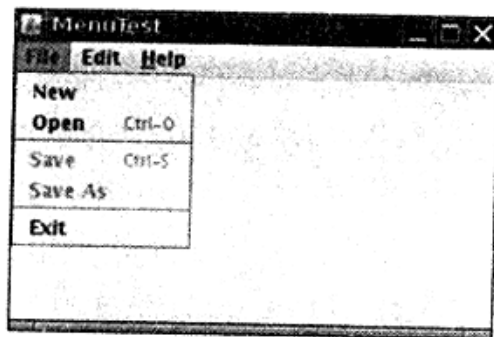 MenuTest
File Edit Help
New
Open Ctrl-O
Save Ctrl-S
Save As
Exit